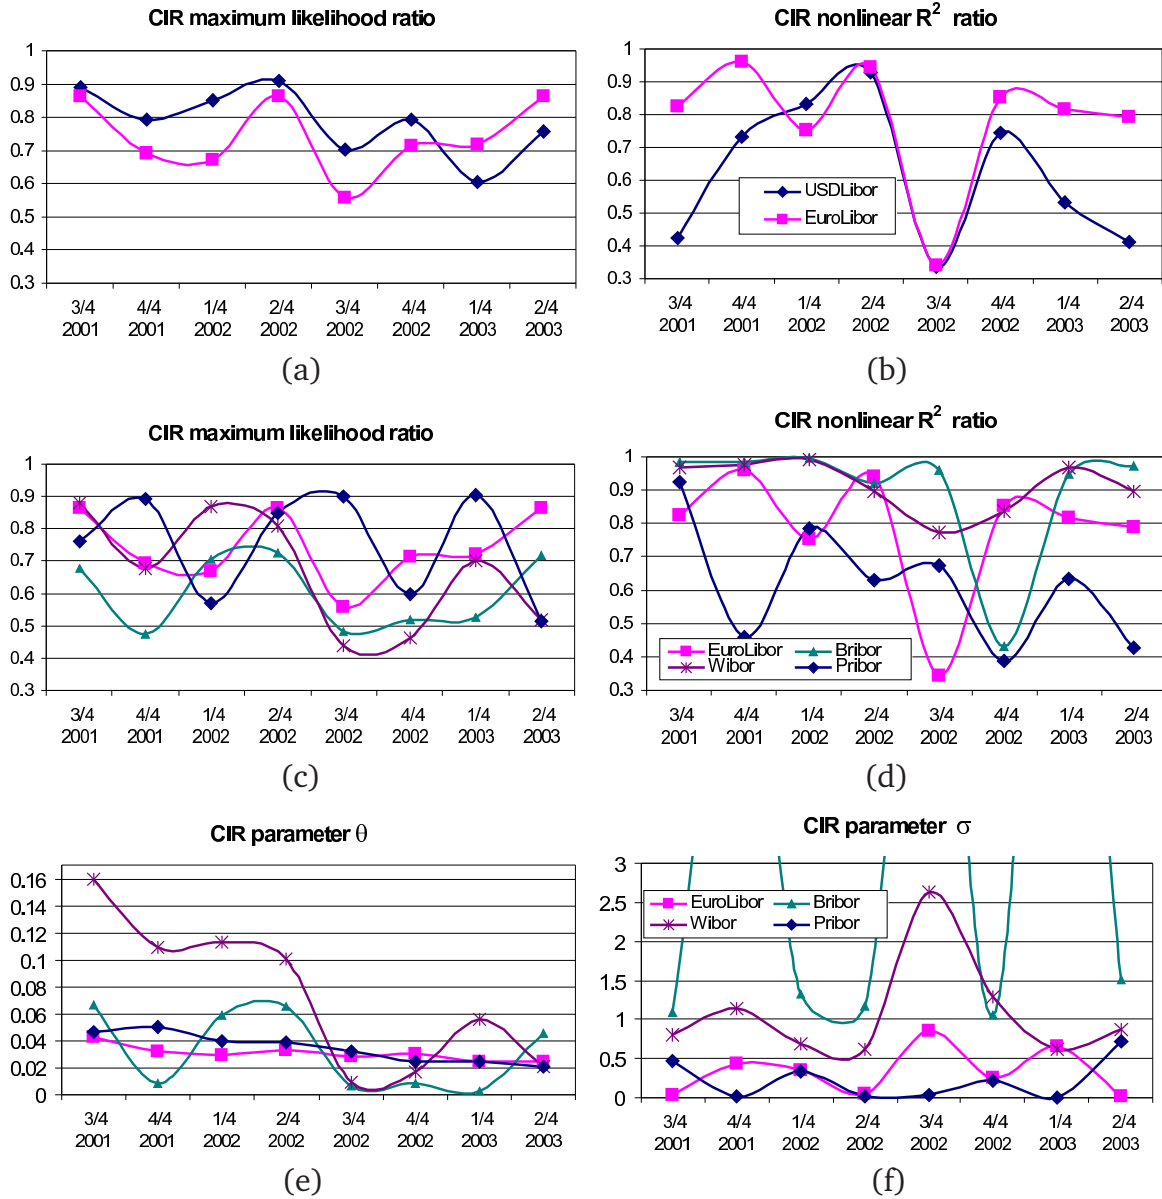 CIR maximum likelihood ratio
1
0.9
0.8
0.7
0.6
0.5
0.4
0.3
3/4 4/4 1/4 2/4 3/4 4/4 1/4 2/4
2001 2001 2002 2002 2002 2002 2003 2003
(a)
CIR nonlinear R² ratio
1
0.9
0.8
0.7
0.6
0.5
0.4
0.3
USDLibor
EuroLibor
3/4 4/4 1/4 2/4 3/4 4/4 1/4 2/4
2001 2001 2002 2002 2002 2002 2003 2003
(b)
CIR maximum likelihood ratio
1
0.9
0.8
0.7
0.6
0.5
0.4
0.3
3/4 4/4 1/4 2/4 3/4 4/4 1/4 2/4
2001 2001 2002 2002 2002 2002 2003 2003
(c)
CIR nonlinear R² ratio
1
0.9
0.8
0.7
0.6
0.5
0.4
0.3
EuroLibor Bribor
Wibor Pribor
3/4 4/4 1/4 2/4 3/4 4/4 1/4 2/4
2001 2001 2002 2002 2002 2002 2003 2003
(d)
CIR parameter θ
0.16
0.14
0.12
0.1
0.08
0.06
0.04
0.02
0
3/4 4/4 1/4 2/4 3/4 4/4 1/4 2/4
2001 2001 2002 2002 2002 2002 2003 2003
(e)
CIR parameter σ
3
2.5
2
1.5
1
0.5
0
EuroLibor Bribor
Wibor Pribor
3/4 4/4 1/4 2/4 3/4 4/4 1/4 2/4
2001 2001 2002 2002 2002 2002 2003 2003
(f)